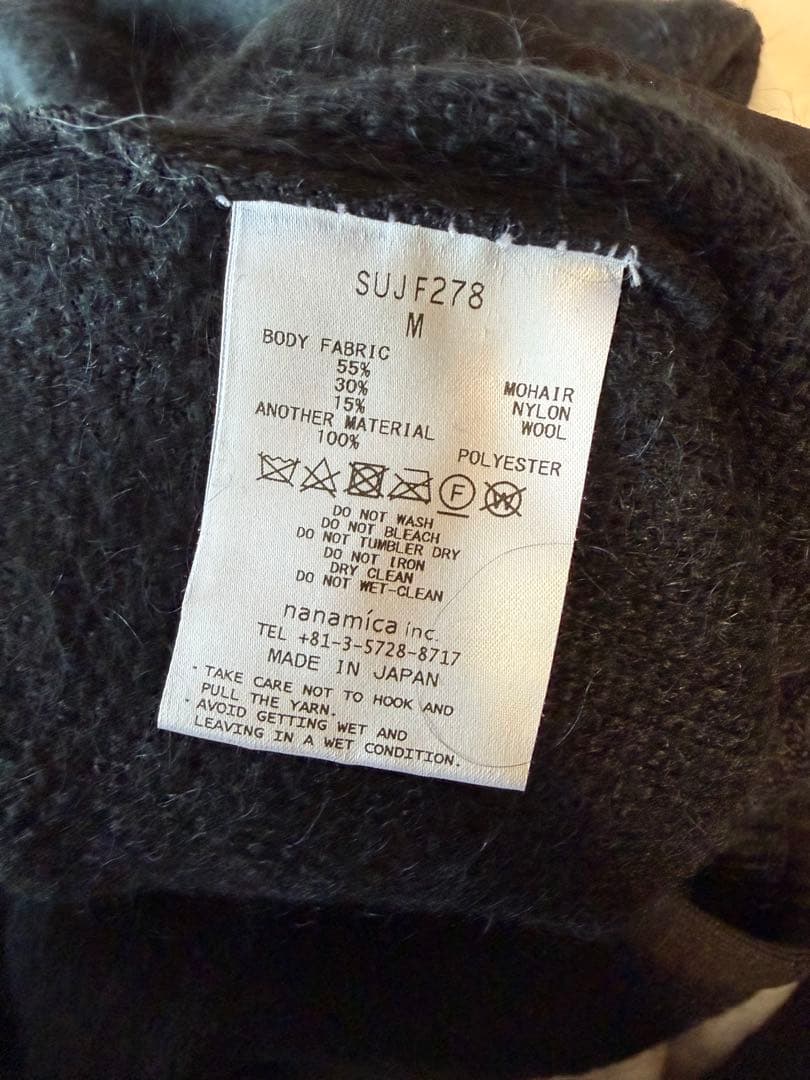 SUJF278
M
BODY FABRIC
55% MOHAIR
30% NYLON
15% WOOL
ANOTHER MATERIAL
100% POLYESTER
F W
DO NOT WASH
DO NOT BLEACH
DO NOT TUMBLER DRY
DO NOT IRON
DRY CLEAN
DO NOT WET-CLEAN
nanamica inc.
TEL +81-3-5728-8717
MADE IN JAPAN
・TAKE CARE NOT TO HOOK AND
PULL THE YARN.
・AVOID GETTING WET AND
LEAVING IN A WET CONDITION.